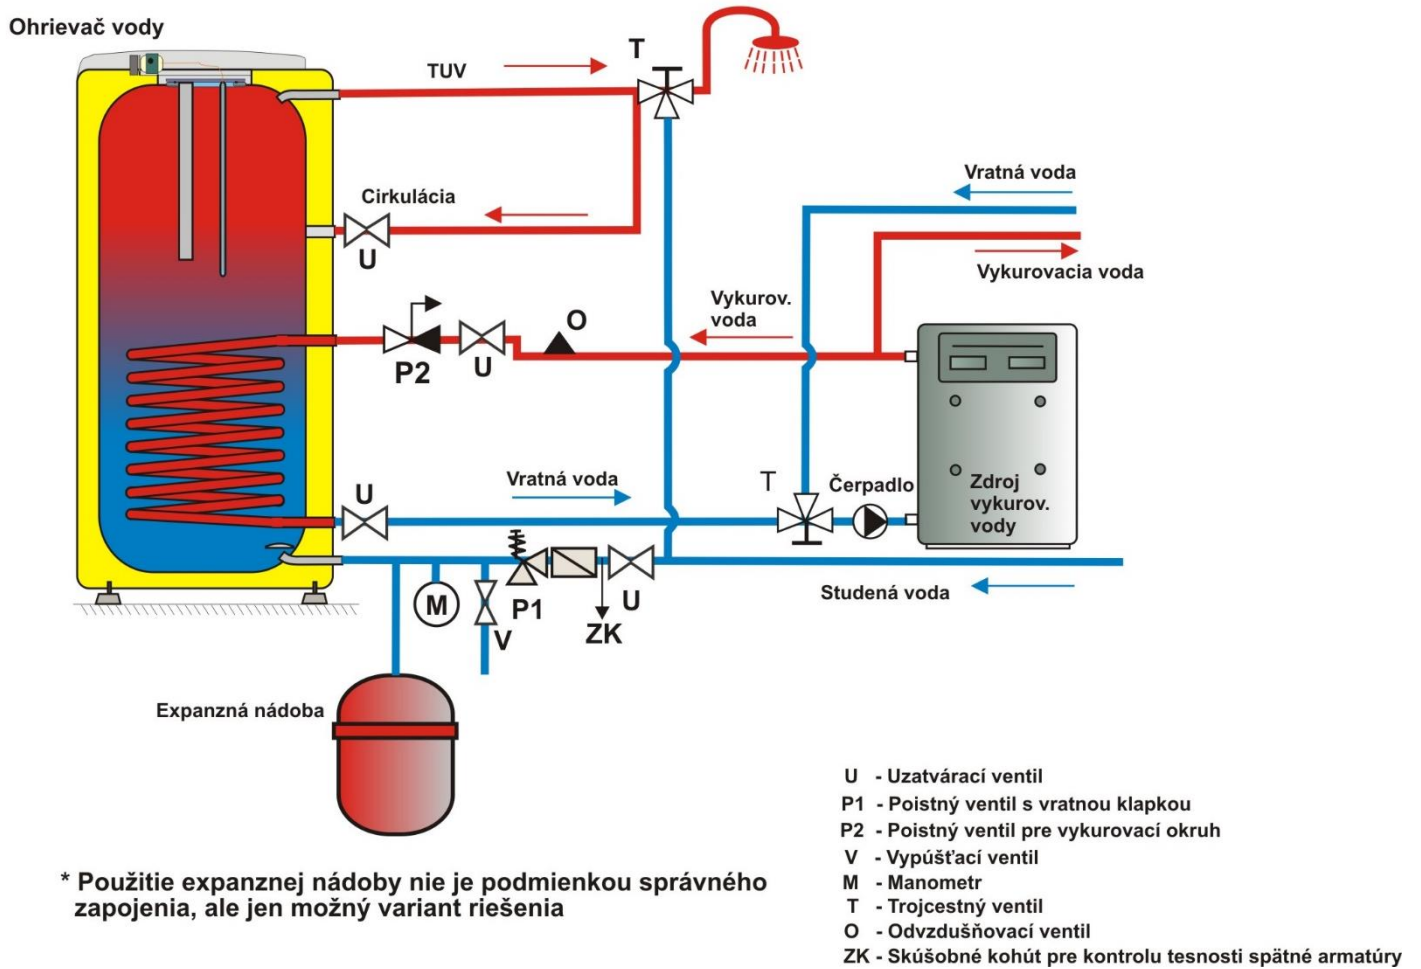 Ohrievač vody
TUV
T
Cirkulácia
U
Vratná voda
Vykurovacia voda
Vykurov.
voda
O
P2
U
Vratná voda
U
T
Čerpadlo
Zdroj
vykurov.
vody
M
V
P1
ZK
U
Studená voda
Expanzná nádoba
U - Uzatvárací ventil
P1 - Poistný ventil s vratnou klapkou
P2 - Poistný ventil pre vykurovací okruh
V - Vypúšťací ventil
M - Manometr
T - Trojcestný ventil
O - Odvzdušňovací ventil
ZK - Skúšobné kohút pre kontrolu tesnosti spätné armatúry
* Použitie expanznej nádoby nie je podmienkou správného
zapojenia, ale jen možný variant riešenia